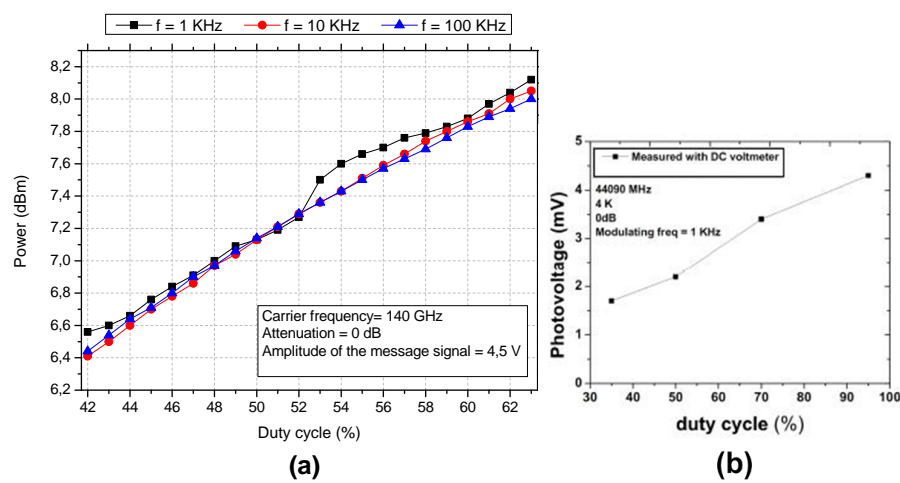 f = 1 KHz f = 10 KHz f = 100 KHz
8,2
8,0
7,8
7,6
7,4
7,2
7,0
6,8
6,6
6,4
6,2
Power (dBm)
Carrier frequency= 140 GHz
Attenuation = 0 dB
Amplitude of the message signal = 4,5 V
42 44 46 48 50 52 54 56 58 60 62
Duty cycle (%)
(a)
5
4
3
2
1
0
Photovoltage (mV)
Measured with DC voltmeter
44090 MHz
4 K
0dB
Modulating freq = 1 KHz
30 40 50 60 70 80 90 100
duty cycle (%)
(b)